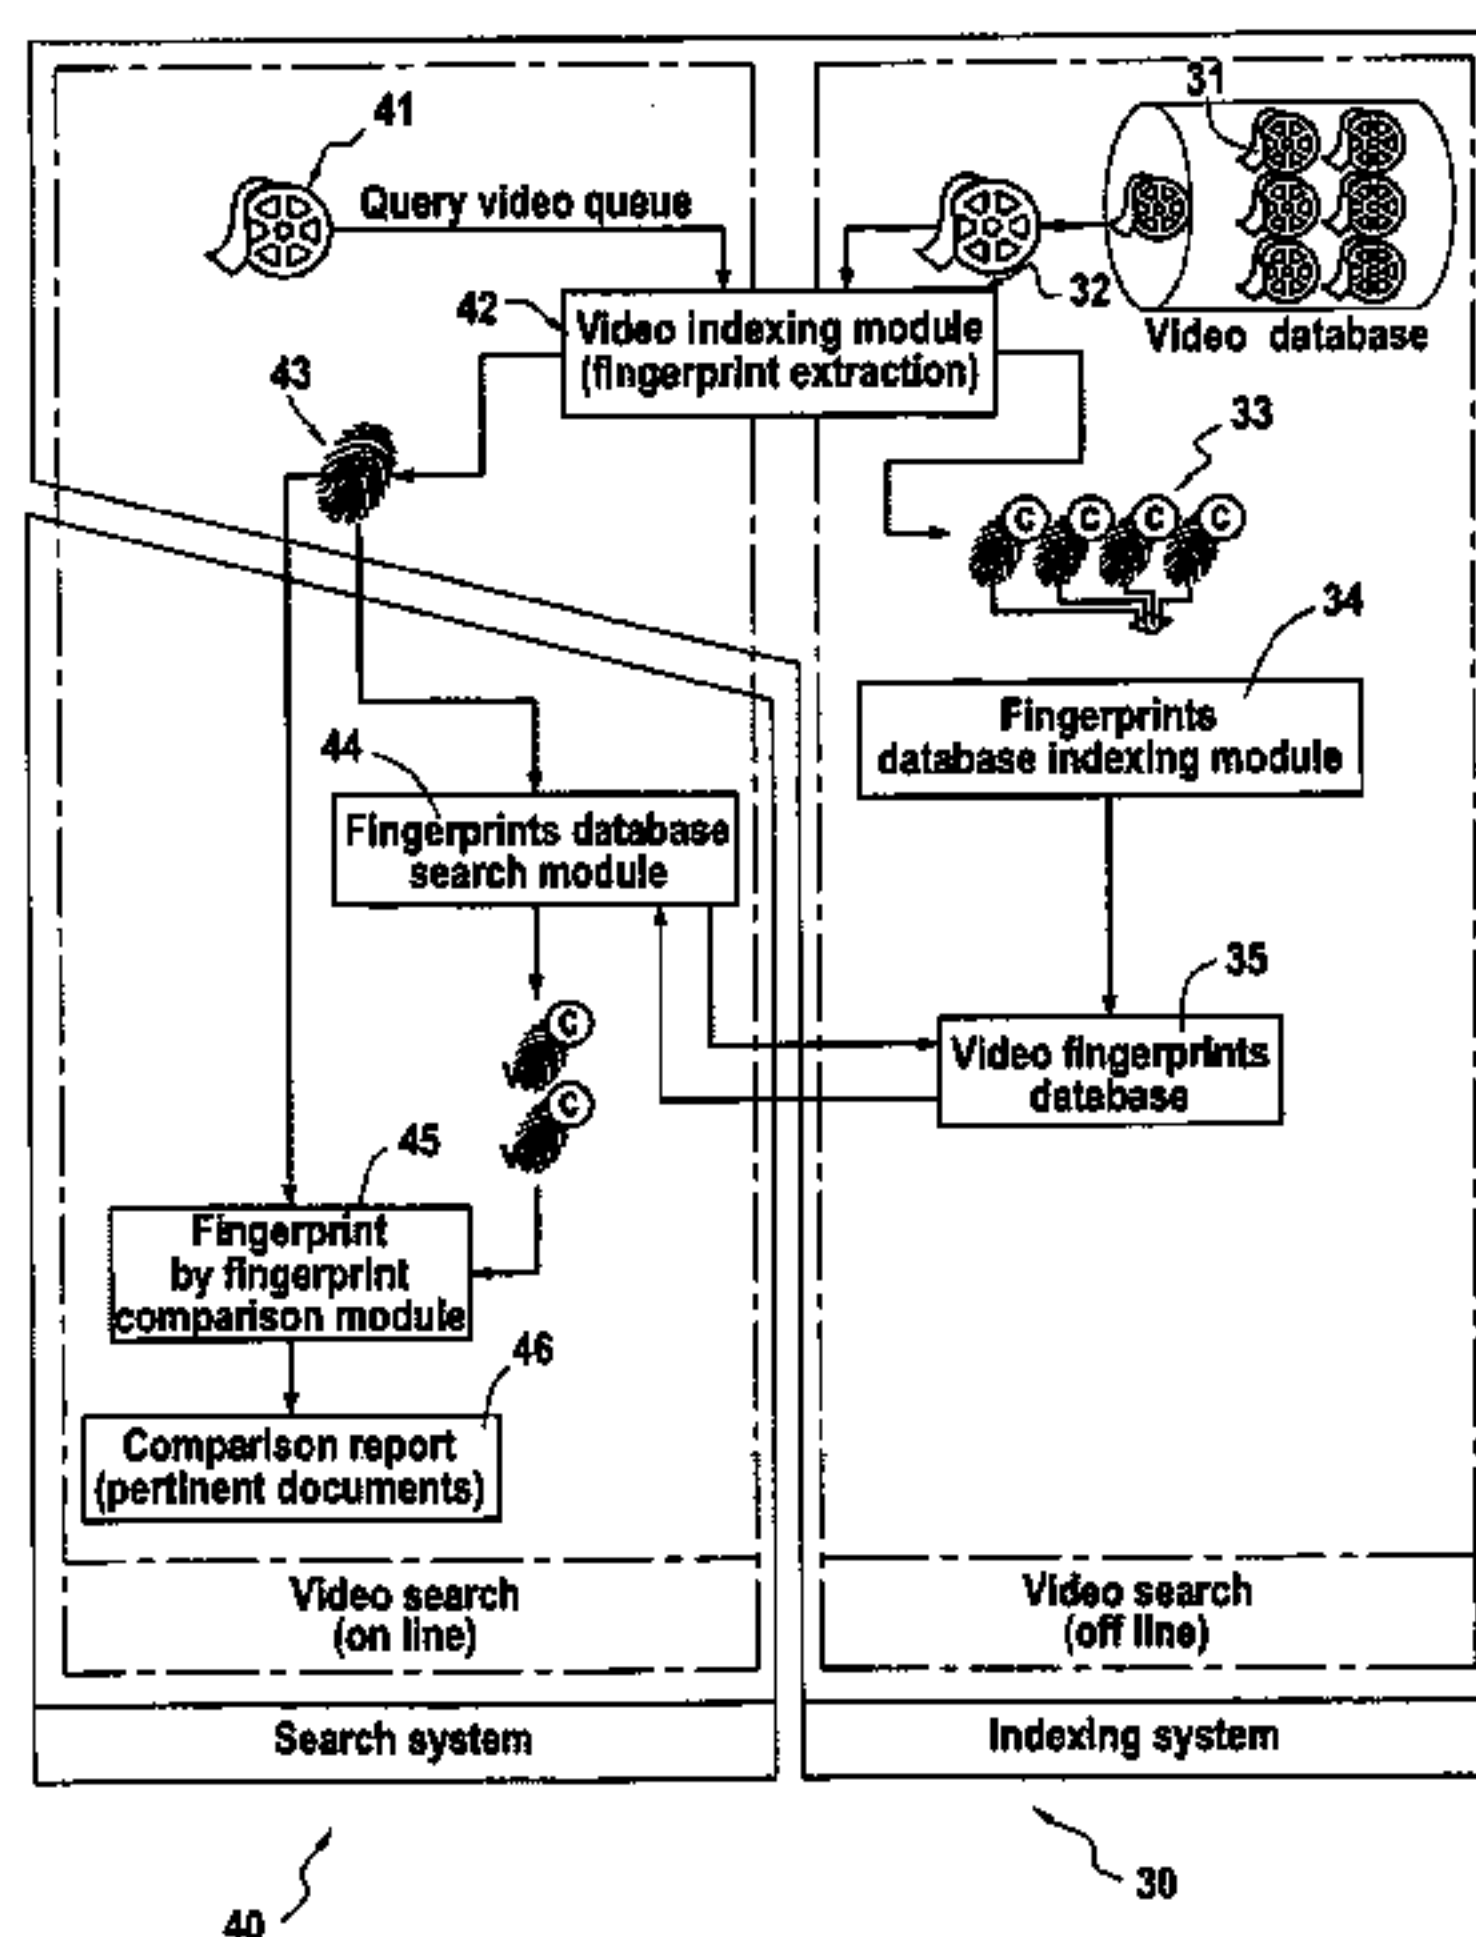 41
31
Query video queue
32
42
Video indexing module
(fingerprint extraction)
Video database
43
33
C C C C
34
Fingerprints
database indexing module
44
Fingerprints database
search module
35
C
Video fingerprints
database
C
45
Fingerprint
by fingerprint
comparison module
46
Comparison report
(pertinent documents)
Video search
(on line)
Video search
(off line)
Search system
Indexing system
30
40